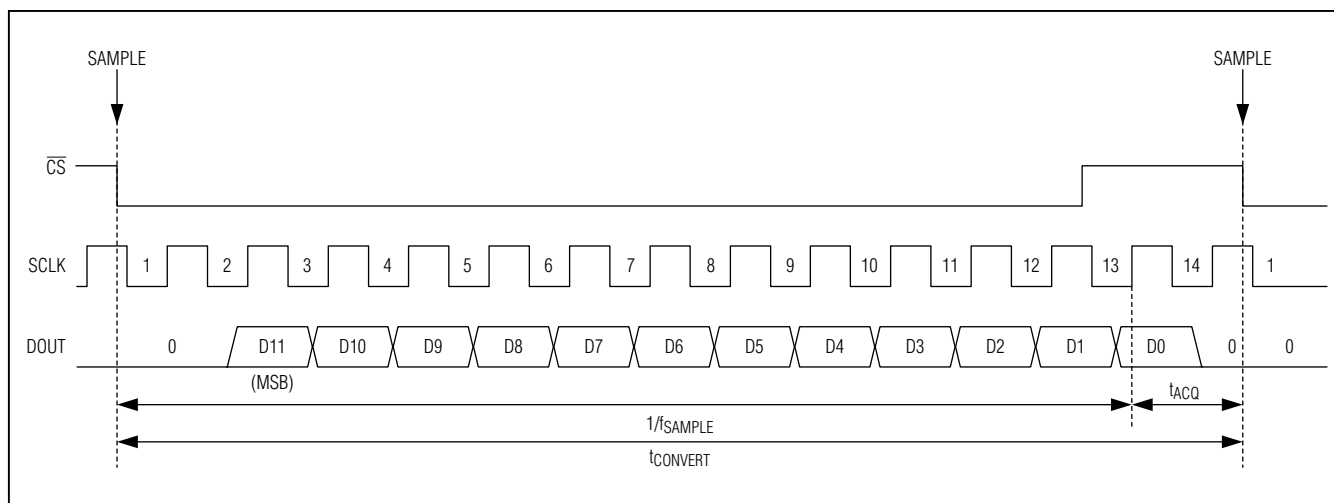 SAMPLE SAMPLE
CS
SCLK 1 2 3 4 5 6 7 8 9 10 11 12 13 14 1
DOUT 0 D11 D10 D9 D8 D7 D6 D5 D4 D3 D2 D1 D0 0 0
(MSB)
tACQ
1/fSAMPLE
tCONVERT